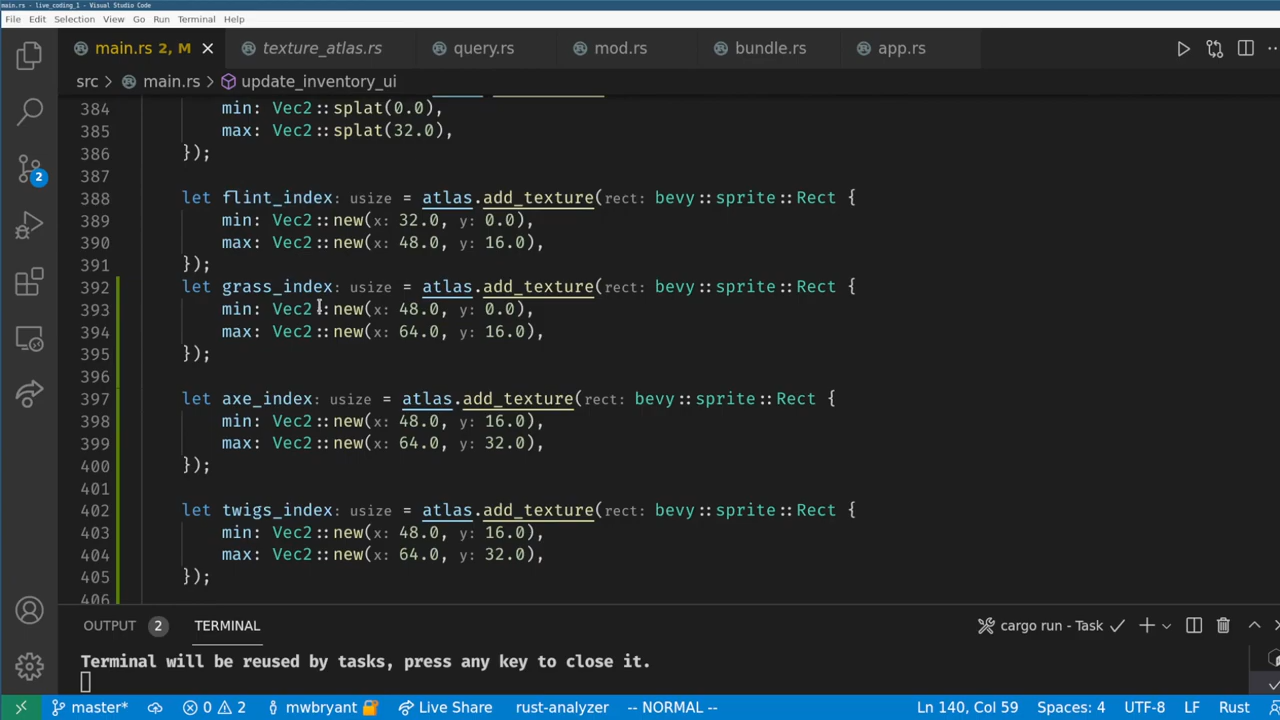 main.rs - live_coding_1 - Visual Studio Code
File Edit Selection View Go Run Terminal Help
main.rs 2, M texture_atlas.rs query.rs mod.rs bundle.rs app.rs
src > main.rs > update_inventory_ui
384 min: Vec2::splat(0.0),
385 max: Vec2::splat(32.0),
386 });
387
388 let flint_index: usize = atlas.add_texture(rect: bevy::sprite::Rect {
389 min: Vec2::new(x: 32.0, y: 0.0),
390 max: Vec2::new(x: 48.0, y: 16.0),
391 });
392 let grass_index: usize = atlas.add_texture(rect: bevy::sprite::Rect {
393 min: Vec2::new(x: 48.0, y: 0.0),
394 max: Vec2::new(x: 64.0, y: 16.0),
395 });
396
397 let axe_index: usize = atlas.add_texture(rect: bevy::sprite::Rect {
398 min: Vec2::new(x: 48.0, y: 16.0),
399 max: Vec2::new(x: 64.0, y: 32.0),
400 });
401
402 let twigs_index: usize = atlas.add_texture(rect: bevy::sprite::Rect {
403 min: Vec2::new(x: 48.0, y: 16.0),
404 max: Vec2::new(x: 64.0, y: 32.0),
405 });
406
2
OUTPUT 2 TERMINAL cargo run - Task
Terminal will be reused by tasks, press any key to close it.
master* 0 2 mwbryant Live Share rust-analyzer -- NORMAL -- Ln 140, Col 59 Spaces: 4 UTF-8 LF Rust